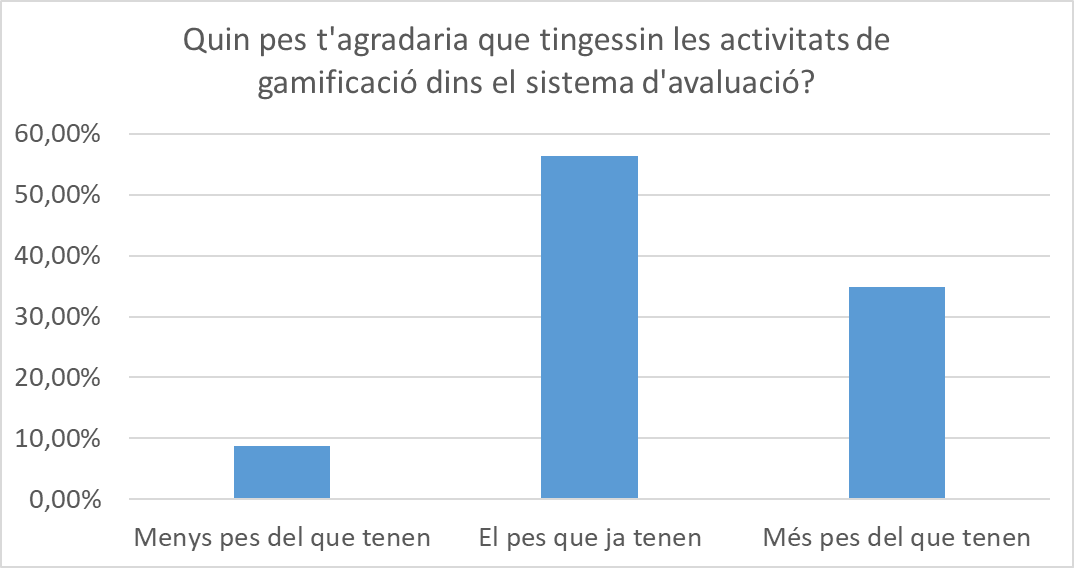 Quin pes t'agradaria que tingessin les activitats de
gamificació dins el sistema d'avaluació?
60,00%
50,00%
40,00%
30,00%
20,00%
10,00%
0,00%
Menys pes del que tenen
El pes que ja tenen
Més pes del que tenen